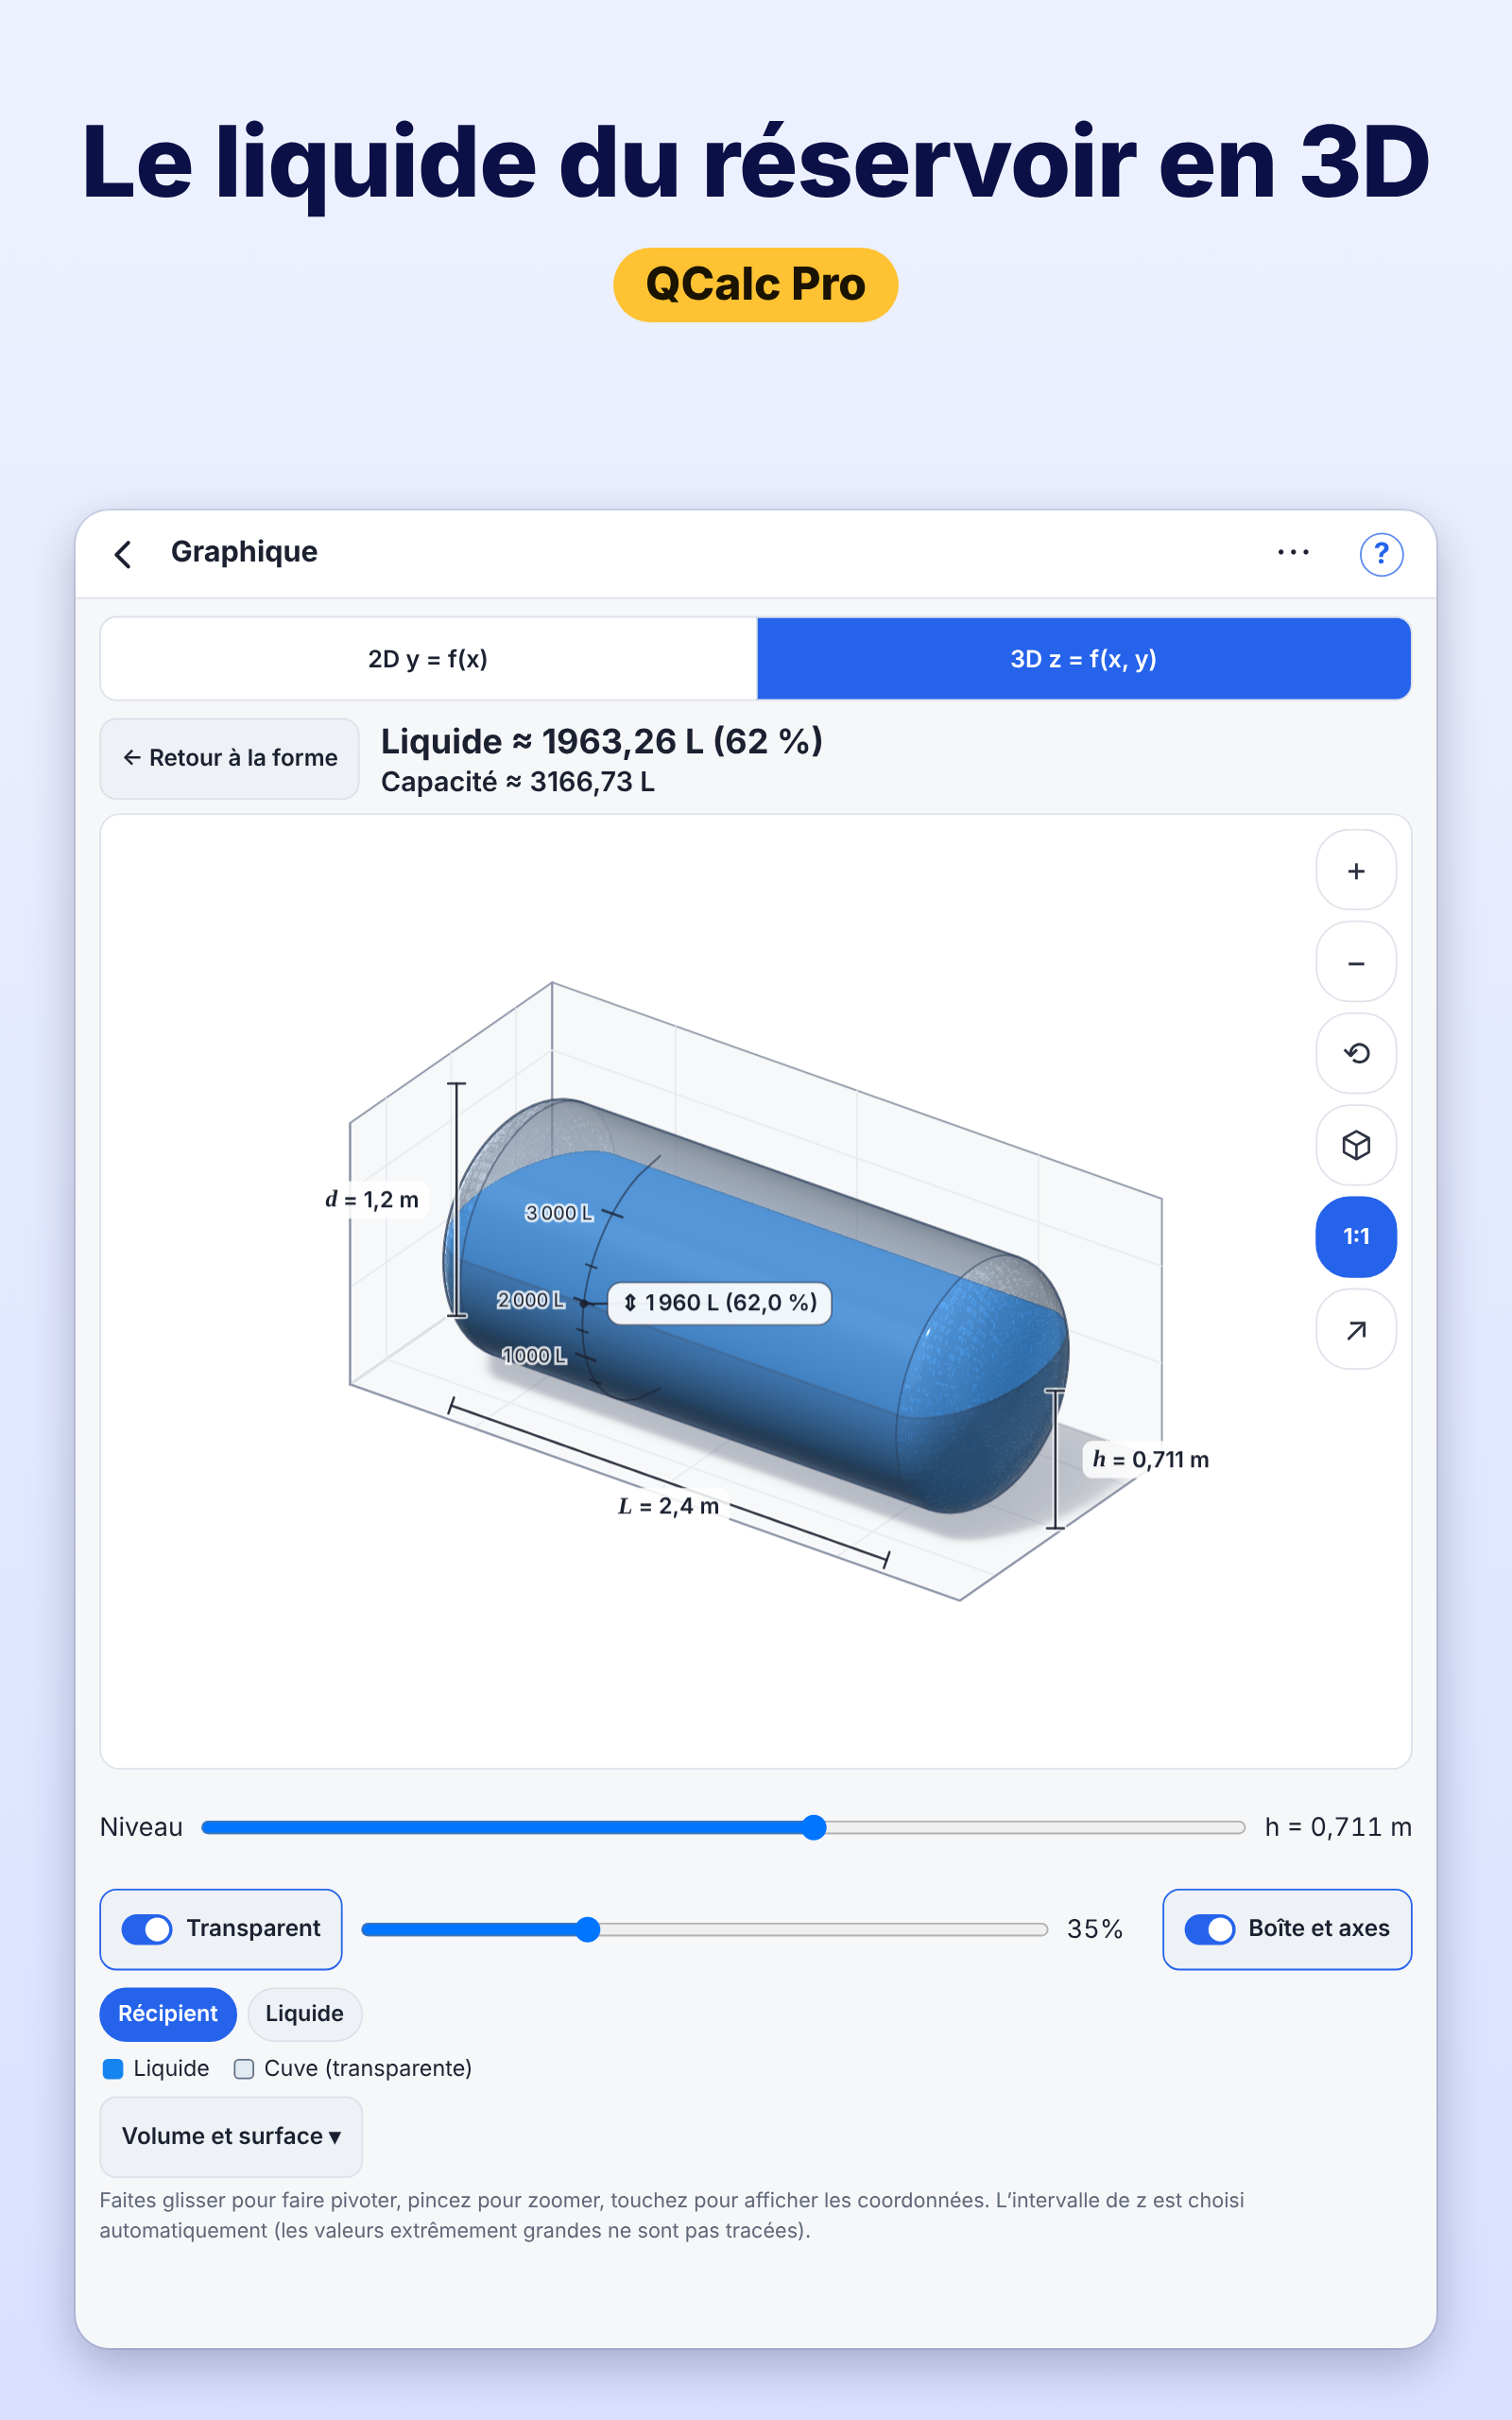 Le liquide du réservoir en 3D
QCalc Pro
Graphique
?
2D y = f(x)
3D z = f(x, y)
← Retour à la forme
Liquide ≈ 1963,26 L (62 %)
Capacité ≈ 3166,73 L
+
−
1:1
d = 1,2 m
3 000 L
2 000 L
⇕ 1 960 L (62,0 %)
1 000 L
h = 0,711 m
L = 2,4 m
Niveau
h = 0,711 m
Transparent
35%
Boîte et axes
Récipient
Liquide
Liquide
Cuve (transparente)
Volume et surface ▾
Faites glisser pour faire pivoter, pincez pour zoomer, touchez pour afficher les coordonnées. L’intervalle de z est choisi
automatiquement (les valeurs extrêmement grandes ne sont pas tracées).